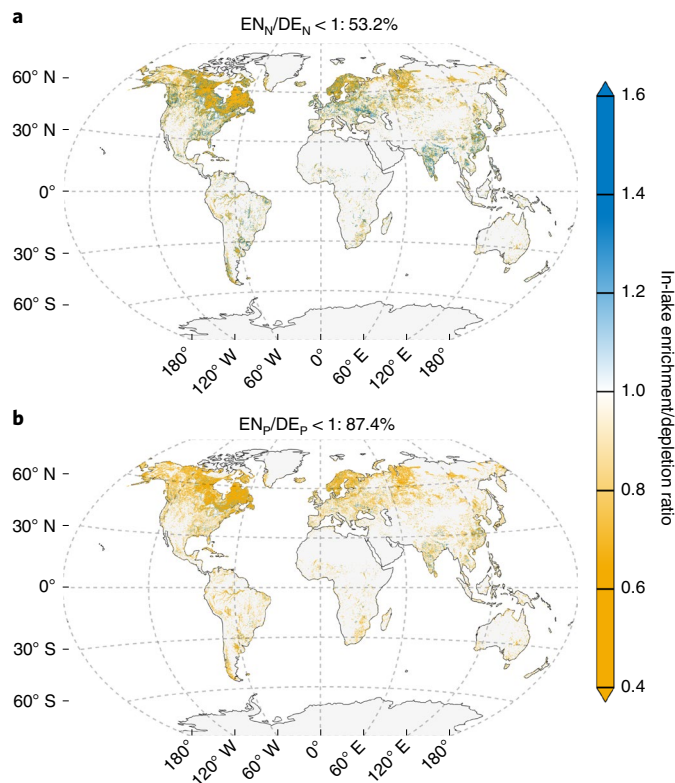 a
EN_N/DE_N < 1: 53.2%
60° N
30° N
0°
30° S
60° S
180°
120° W
60° W
0°
60° E
120° E
180°
b
EN_P/DE_P < 1: 87.4%
60° N
30° N
0°
30° S
60° S
180°
120° W
60° W
0°
60° E
120° E
180°
1.6
1.4
1.2
1.0
0.8
0.6
0.4
In-lake enrichment/depletion ratio